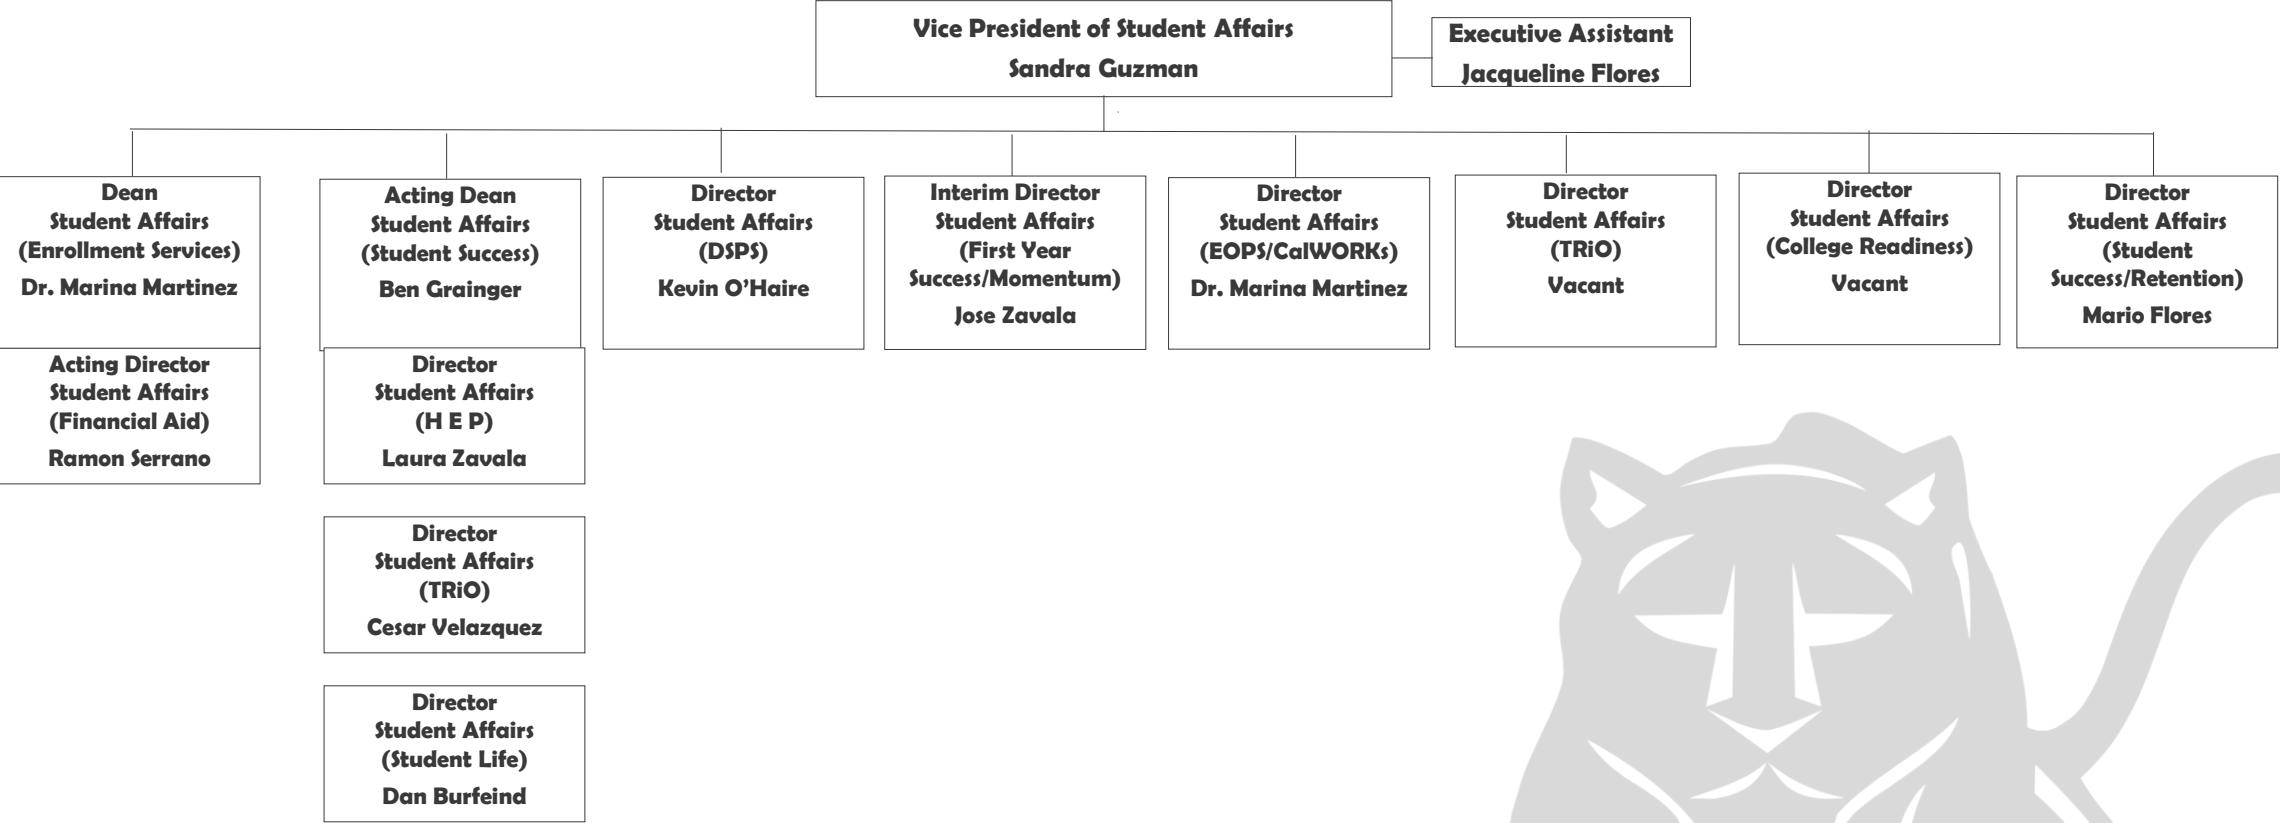 Vice President of Student Affairs
Sandra Guzman
Executive Assistant
Jacqueline Flores
Dean
Student Affairs
(Enrollment Services)
Dr. Marina Martinez
Acting Dean
Student Affairs
(Student Success)
Ben Grainger
Director
Student Affairs
(DSPS)
Kevin O’Haire
Interim Director
Student Affairs
(First Year
Success/Momentum)
Jose Zavala
Director
Student Affairs
(EOPS/CalWORKs)
Dr. Marina Martinez
Director
Student Affairs
(TRiO)
Vacant
Director
Student Affairs
(College Readiness)
Vacant
Director
Student Affairs
(Student
Success/Retention)
Mario Flores
Acting Director
Student Affairs
(Financial Aid)
Ramon Serrano
Director
Student Affairs
(H E P)
Laura Zavala
Director
Student Affairs
(TRiO)
Cesar Velazquez
Director
Student Affairs
(Student Life)
Dan Burfeind